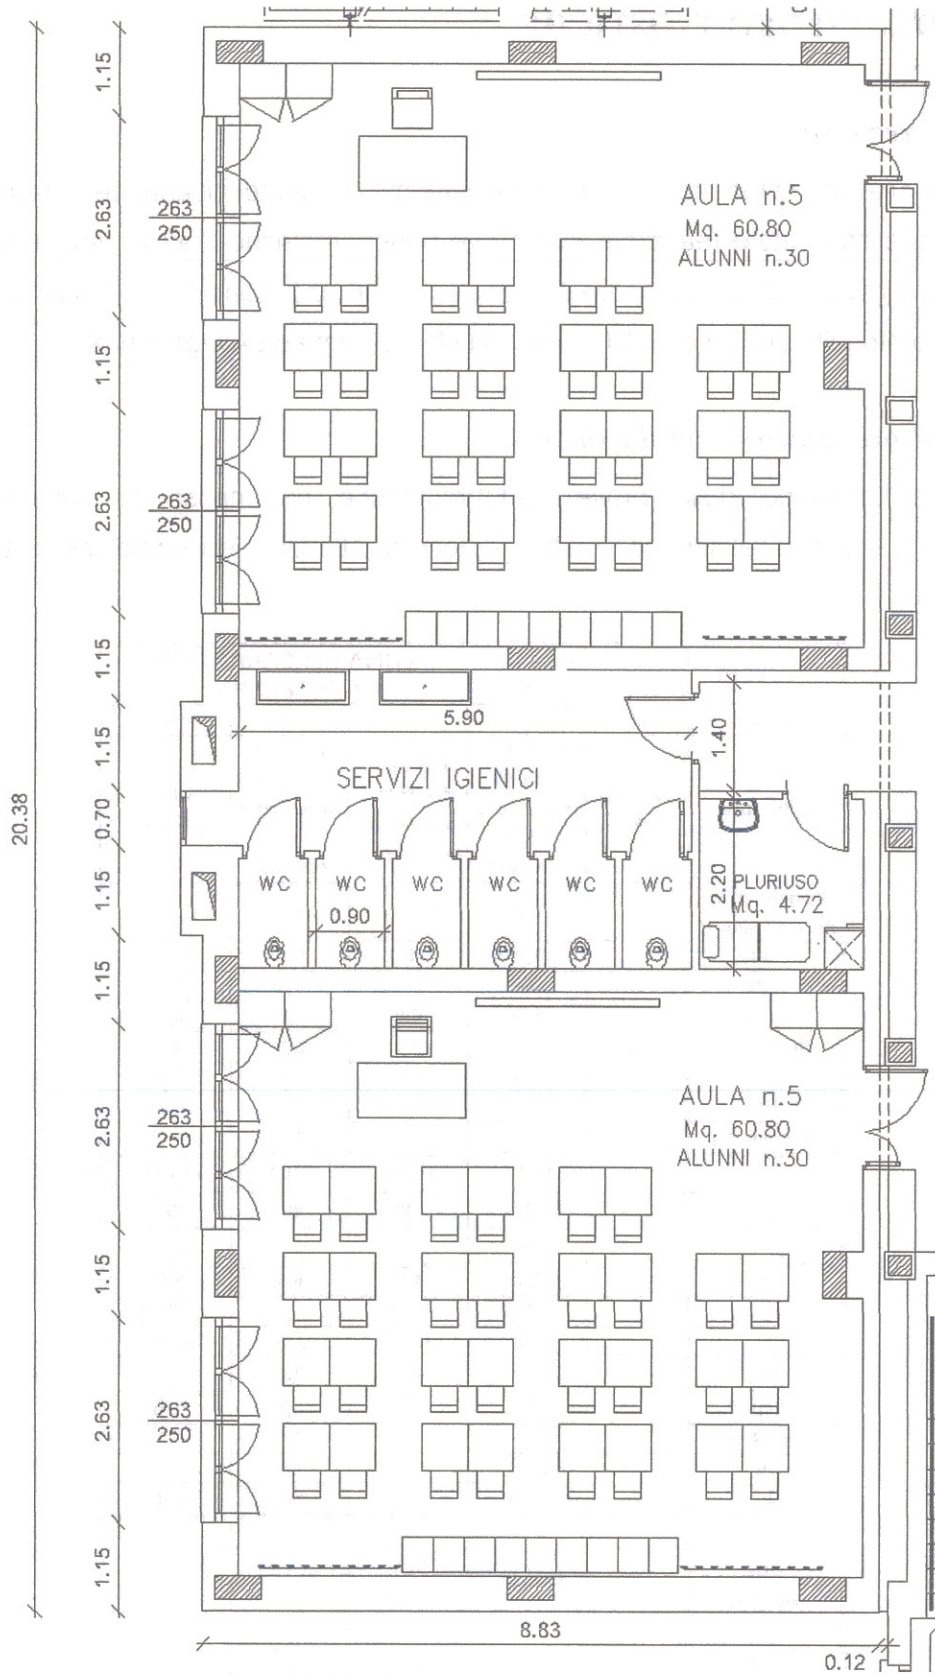 1.15
2.63
263
250
1.15
2.63
263
250
1.15
1.15
0.70
1.15
1.15
2.63
263
250
1.15
2.63
263
250
1.15
20.38
AULA n.5
Mq. 60.80
ALUNNI n.30
5.90
1.40
SERVIZI IGIENICI
WC
WC
WC
WC
WC
WC
0.90
2.20
PLURIUSO
Mq. 4.72
AULA n.5
Mq. 60.80
ALUNNI n.30
8.83
0.12